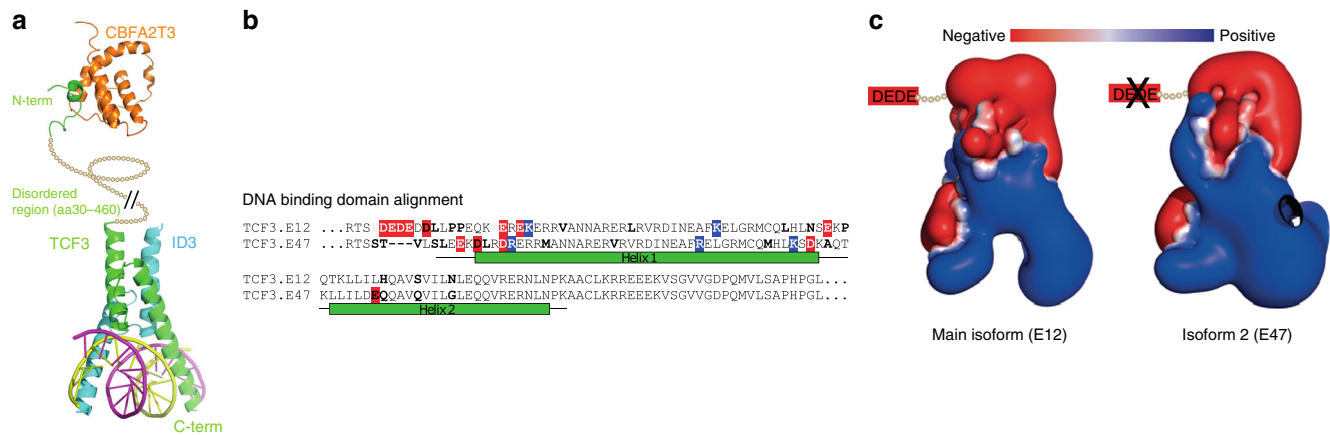 a
CBFA2T3
N-term
Disordered
region (aa30–460)
//
TCF3
ID3
C-term
b
DNA binding domain alignment
TCF3.E12 ...RTS DEDEDDLLPPEQKEREKERRVANNARERLRVRDINEAFKELGRMCQLHLNSEKP
TCF3.E47 ...RTSST---VLSLEEKDLRDRERRMANNARERVRVRDINEAFRELGRMCQMHLKSDKAQT
Helix 1
TCF3.E12 QTKLLILHQAVSVILNLEQQVRERNLNPKAACLKRREEEKVSGVVGDPQMVLSAPHPGL...
TCF3.E47 KLLILDEQQAVQVILGLEQQVRERNLNPKAACLKRREEEKVSGVVGDPQMVLSAPHPGL...
Helix 2
c
Negative Positive
DEDE
DEDE
Main isoform (E12)
Isoform 2 (E47)